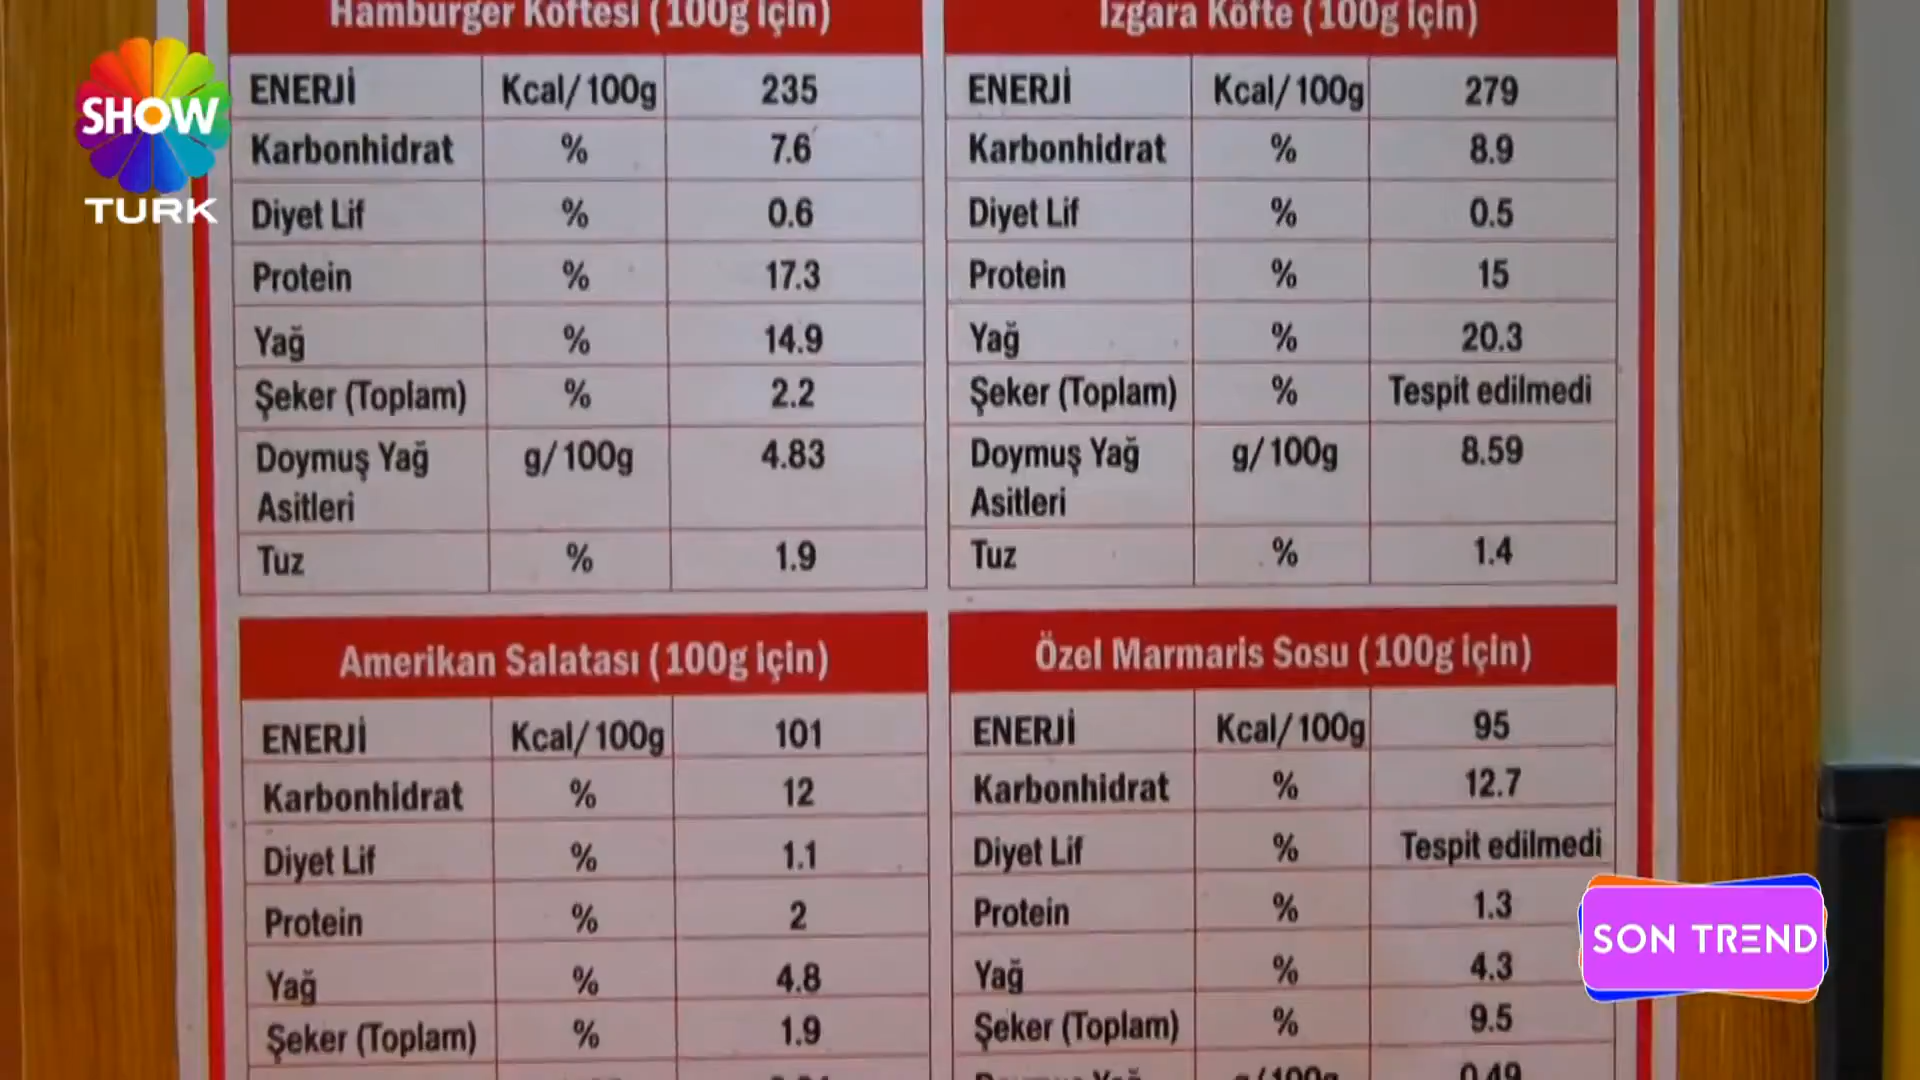 Hamburger Köftesi (100g için)
ENERJİ Kcal/100g 235
Karbonhidrat % 7.6
Diyet Lif % 0.6
Protein % 17.3
Yağ % 14.9
Şeker (Toplam) % 2.2
Doymuş Yağ Asitleri g/100g 4.83
Tuz % 1.9
Izgara Köfte (100g için)
ENERJİ Kcal/100g 279
Karbonhidrat % 8.9
Diyet Lif % 0.5
Protein % 15
Yağ % 20.3
Şeker (Toplam) % Tespit edilmedi
Doymuş Yağ Asitleri g/100g 8.59
Tuz % 1.4
Amerikan Salatası (100g için)
ENERJİ Kcal/100g 101
Karbonhidrat % 12
Diyet Lif % 1.1
Protein % 2
Yağ % 4.8
Şeker (Toplam) % 1.9
Özel Marmaris Sosu (100g için)
ENERJİ Kcal/100g 95
Karbonhidrat % 12.7
Diyet Lif % Tespit edilmedi
Protein % 1.3
Yağ % 4.3
Şeker (Toplam) % 9.5
Doymuş Yağ g/100g 0.49
SHOW
TURK
SON TREND